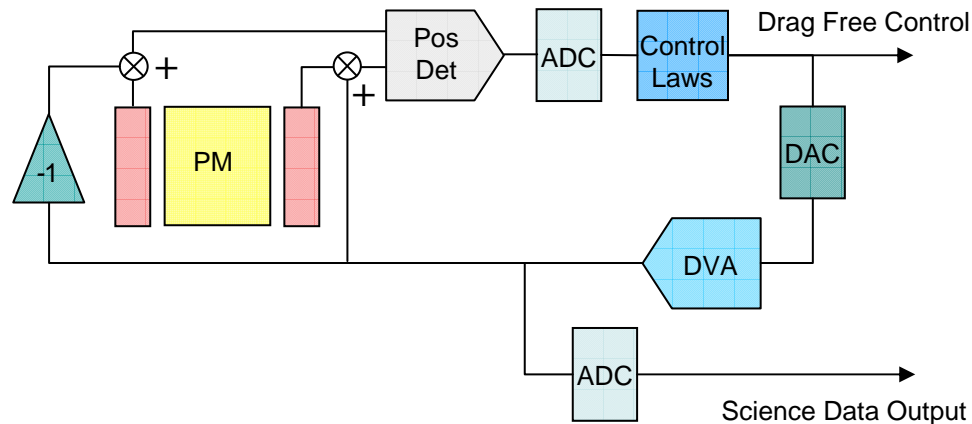 Drag Free Control
Pos
Det
ADC
Control
Laws
+
+
-1
PM
DAC
DVA
ADC
Science Data Output